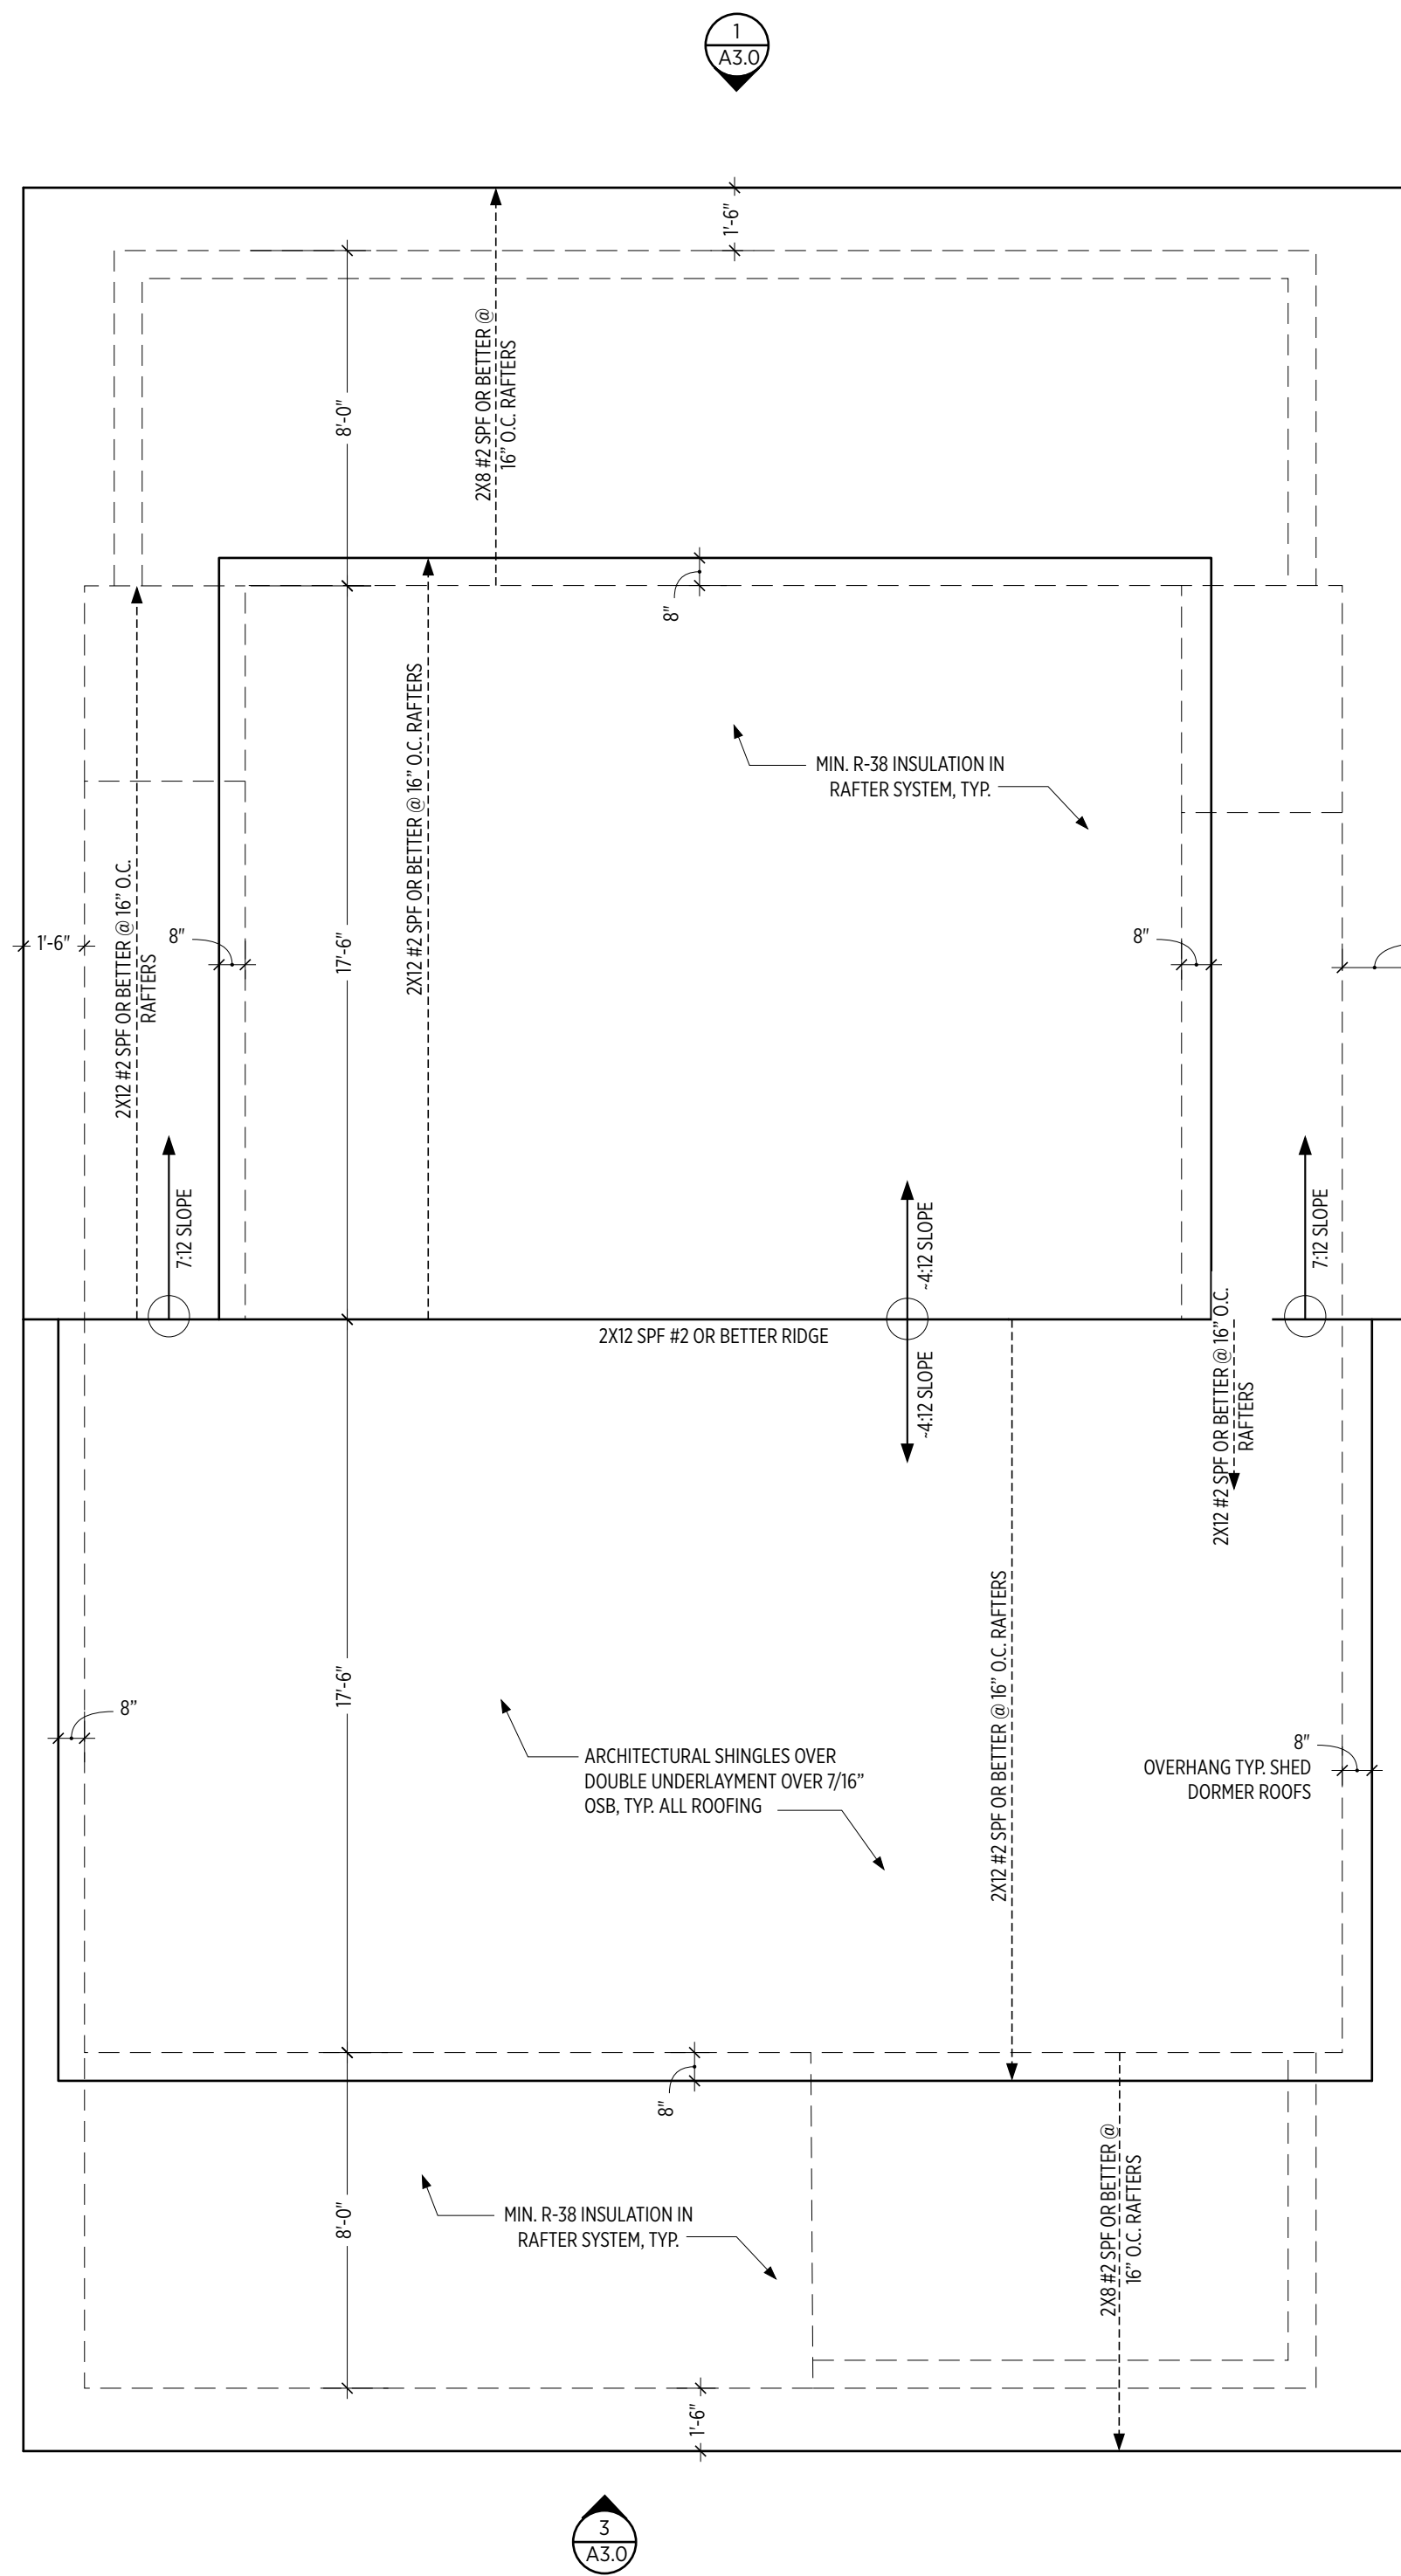 1
A3.0
1'-6"
2X8 #2 SPF OR BETTER @
16” O.C. RAFTERS
8'-0"
8"
2X12 #2 SPF OR BETTER @ 16” O.C. RAFTERS
MIN. R-38 INSULATION IN
RAFTER SYSTEM, TYP.
2X12 #2 SPF OR BETTER @ 16” O.C.
RAFTERS
1'-6"
8"
17'-6"
8"
7:12 SLOPE
~4:12 SLOPE
7:12 SLOPE
2X12 SPF #2 OR BETTER RIDGE
~4:12 SLOPE
2X12 #2 SPF OR BETTER @ 16” O.C.
RAFTERS
17'-6"
2X12 #2 SPF OR BETTER @ 16” O.C. RAFTERS
8”
ARCHITECTURAL SHINGLES OVER
DOUBLE UNDERLAYMENT OVER 7/16”
OSB, TYP. ALL ROOFING
8"
OVERHANG TYP. SHED
DORMER ROOFS
8"
8'-0"
MIN. R-38 INSULATION IN
RAFTER SYSTEM, TYP.
2X8 #2 SPF OR BETTER @
16” O.C. RAFTERS
1'-6"
3
A3.0